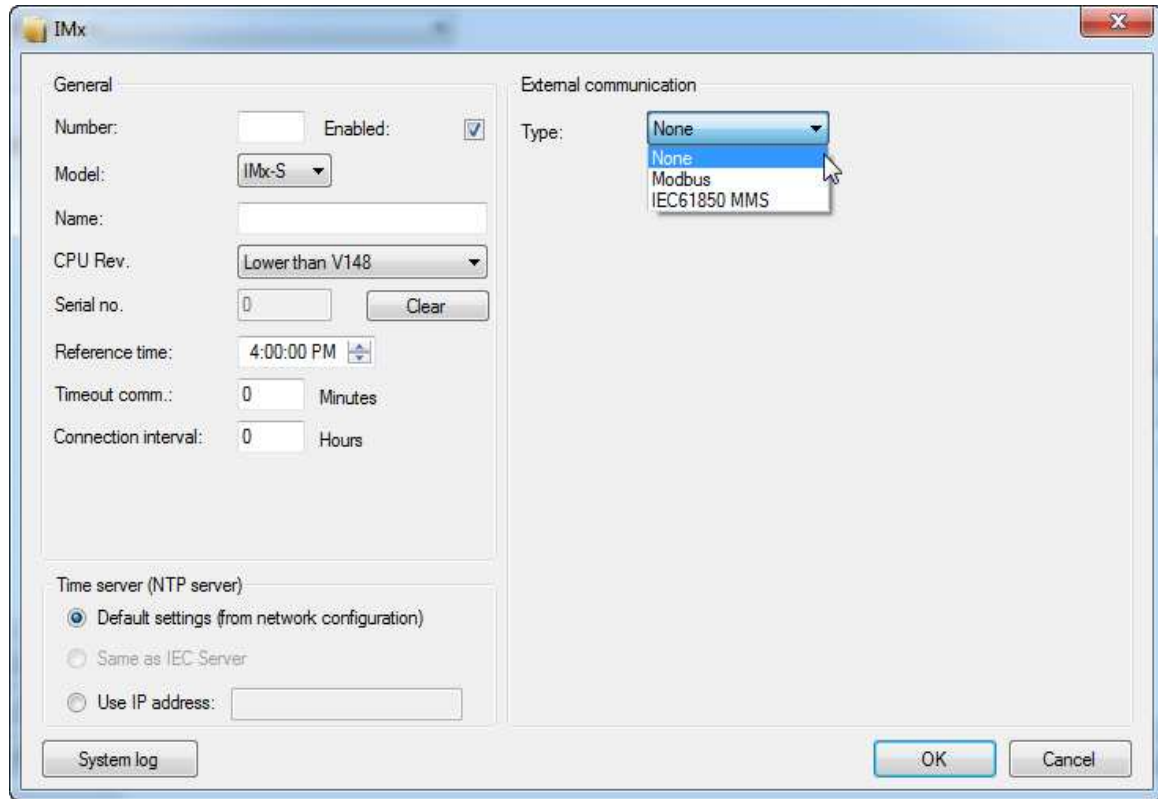 IMx
General
Number:
Enabled:
Model:
IMx-S
Name:
CPU Rev.
Lower than V148
Serial no.
0
Clear
Reference time:
4:00:00 PM
Timeout comm.:
0
Minutes
Connection interval:
0
Hours
Time server (NTP server)
Default settings (from network configuration)
Same as IEC Server
Use IP address:
External communication
Type:
None
None
Modbus
IEC61850 MMS
System log
OK
Cancel